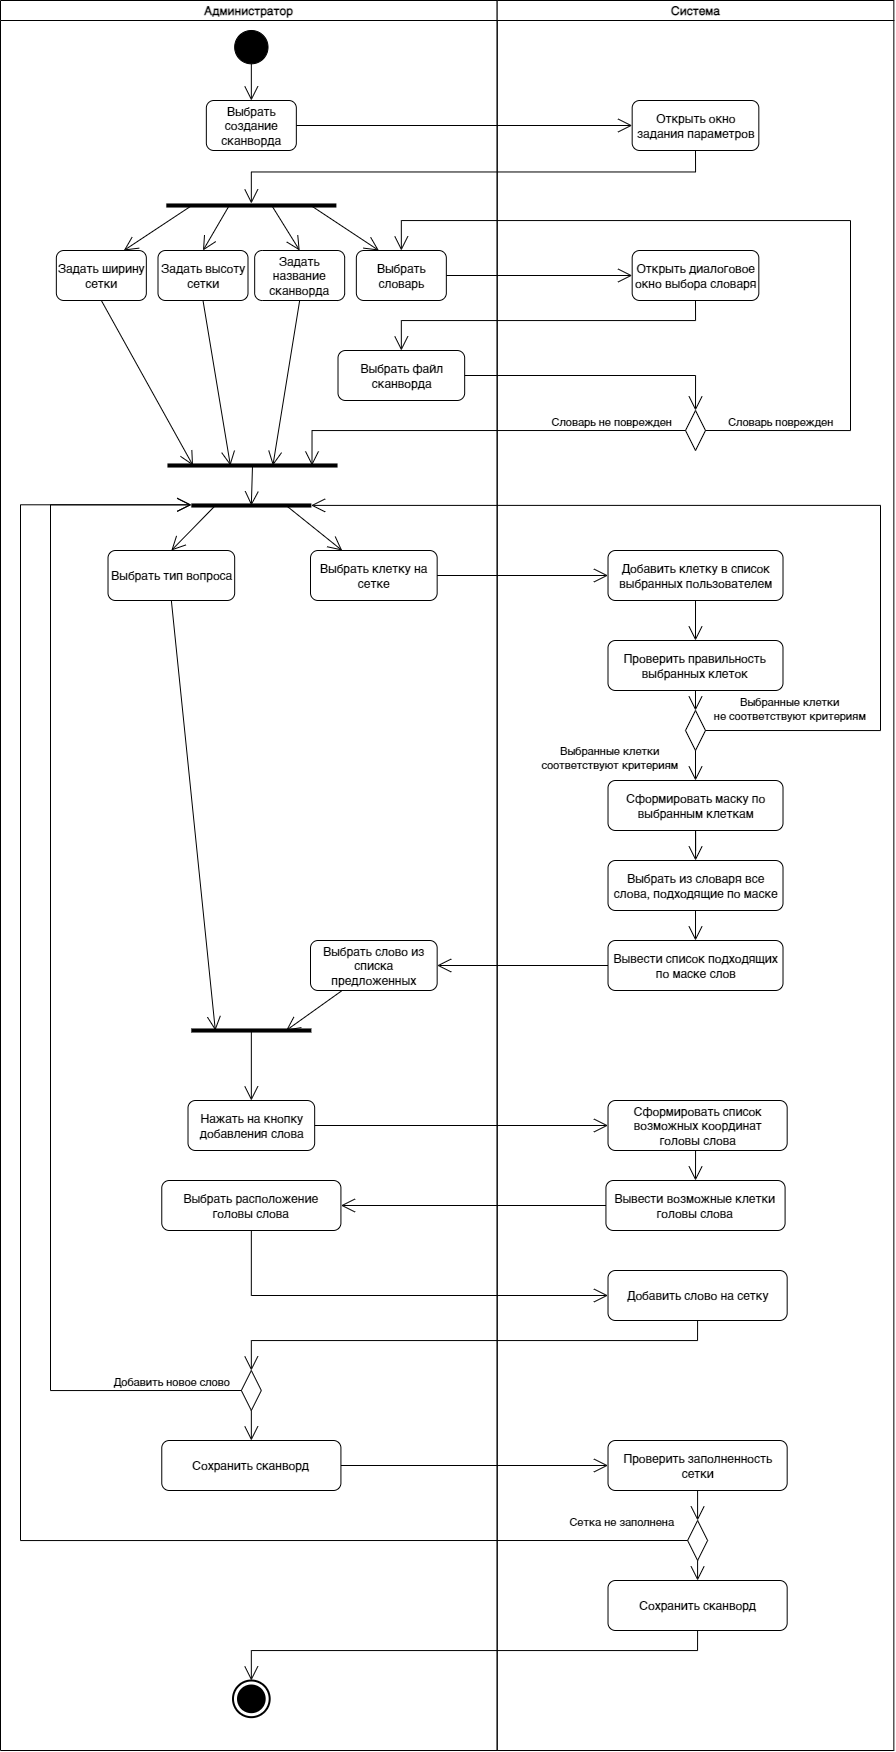 Администратор
Система
Выбрать
создание
сканворда
Открыть окно
задания параметров
Задать ширину
сетки
Задать высоту
сетки
Задать
название
сканворда
Выбрать
словарь
Открыть диалоговое
окно выбора словаря
Выбрать файл
сканворда
Словарь не поврежден
Словарь поврежден
Выбрать тип вопроса
Выбрать клетку на
сетке
Добавить клетку в список
выбранных пользователем
Проверить правильность
выбранных клеток
Выбранные клетки
не соответствуют критериям
Выбранные клетки
соответствуют критериям
Сформировать маску по
выбранным клеткам
Выбрать из словаря все
слова, подходящие по маске
Выбрать слово из
списка
предложенных
Вывести список подходящих
по маске слов
Нажать на кнопку
добавления слова
Сформировать список
возможных координат
головы слова
Выбрать расположение
головы слова
Вывести возможные клетки
головы слова
Добавить слово на сетку
Добавить новое слово
Сохранить сканворд
Проверить заполненность
сетки
Сетка не заполнена
Сохранить сканворд